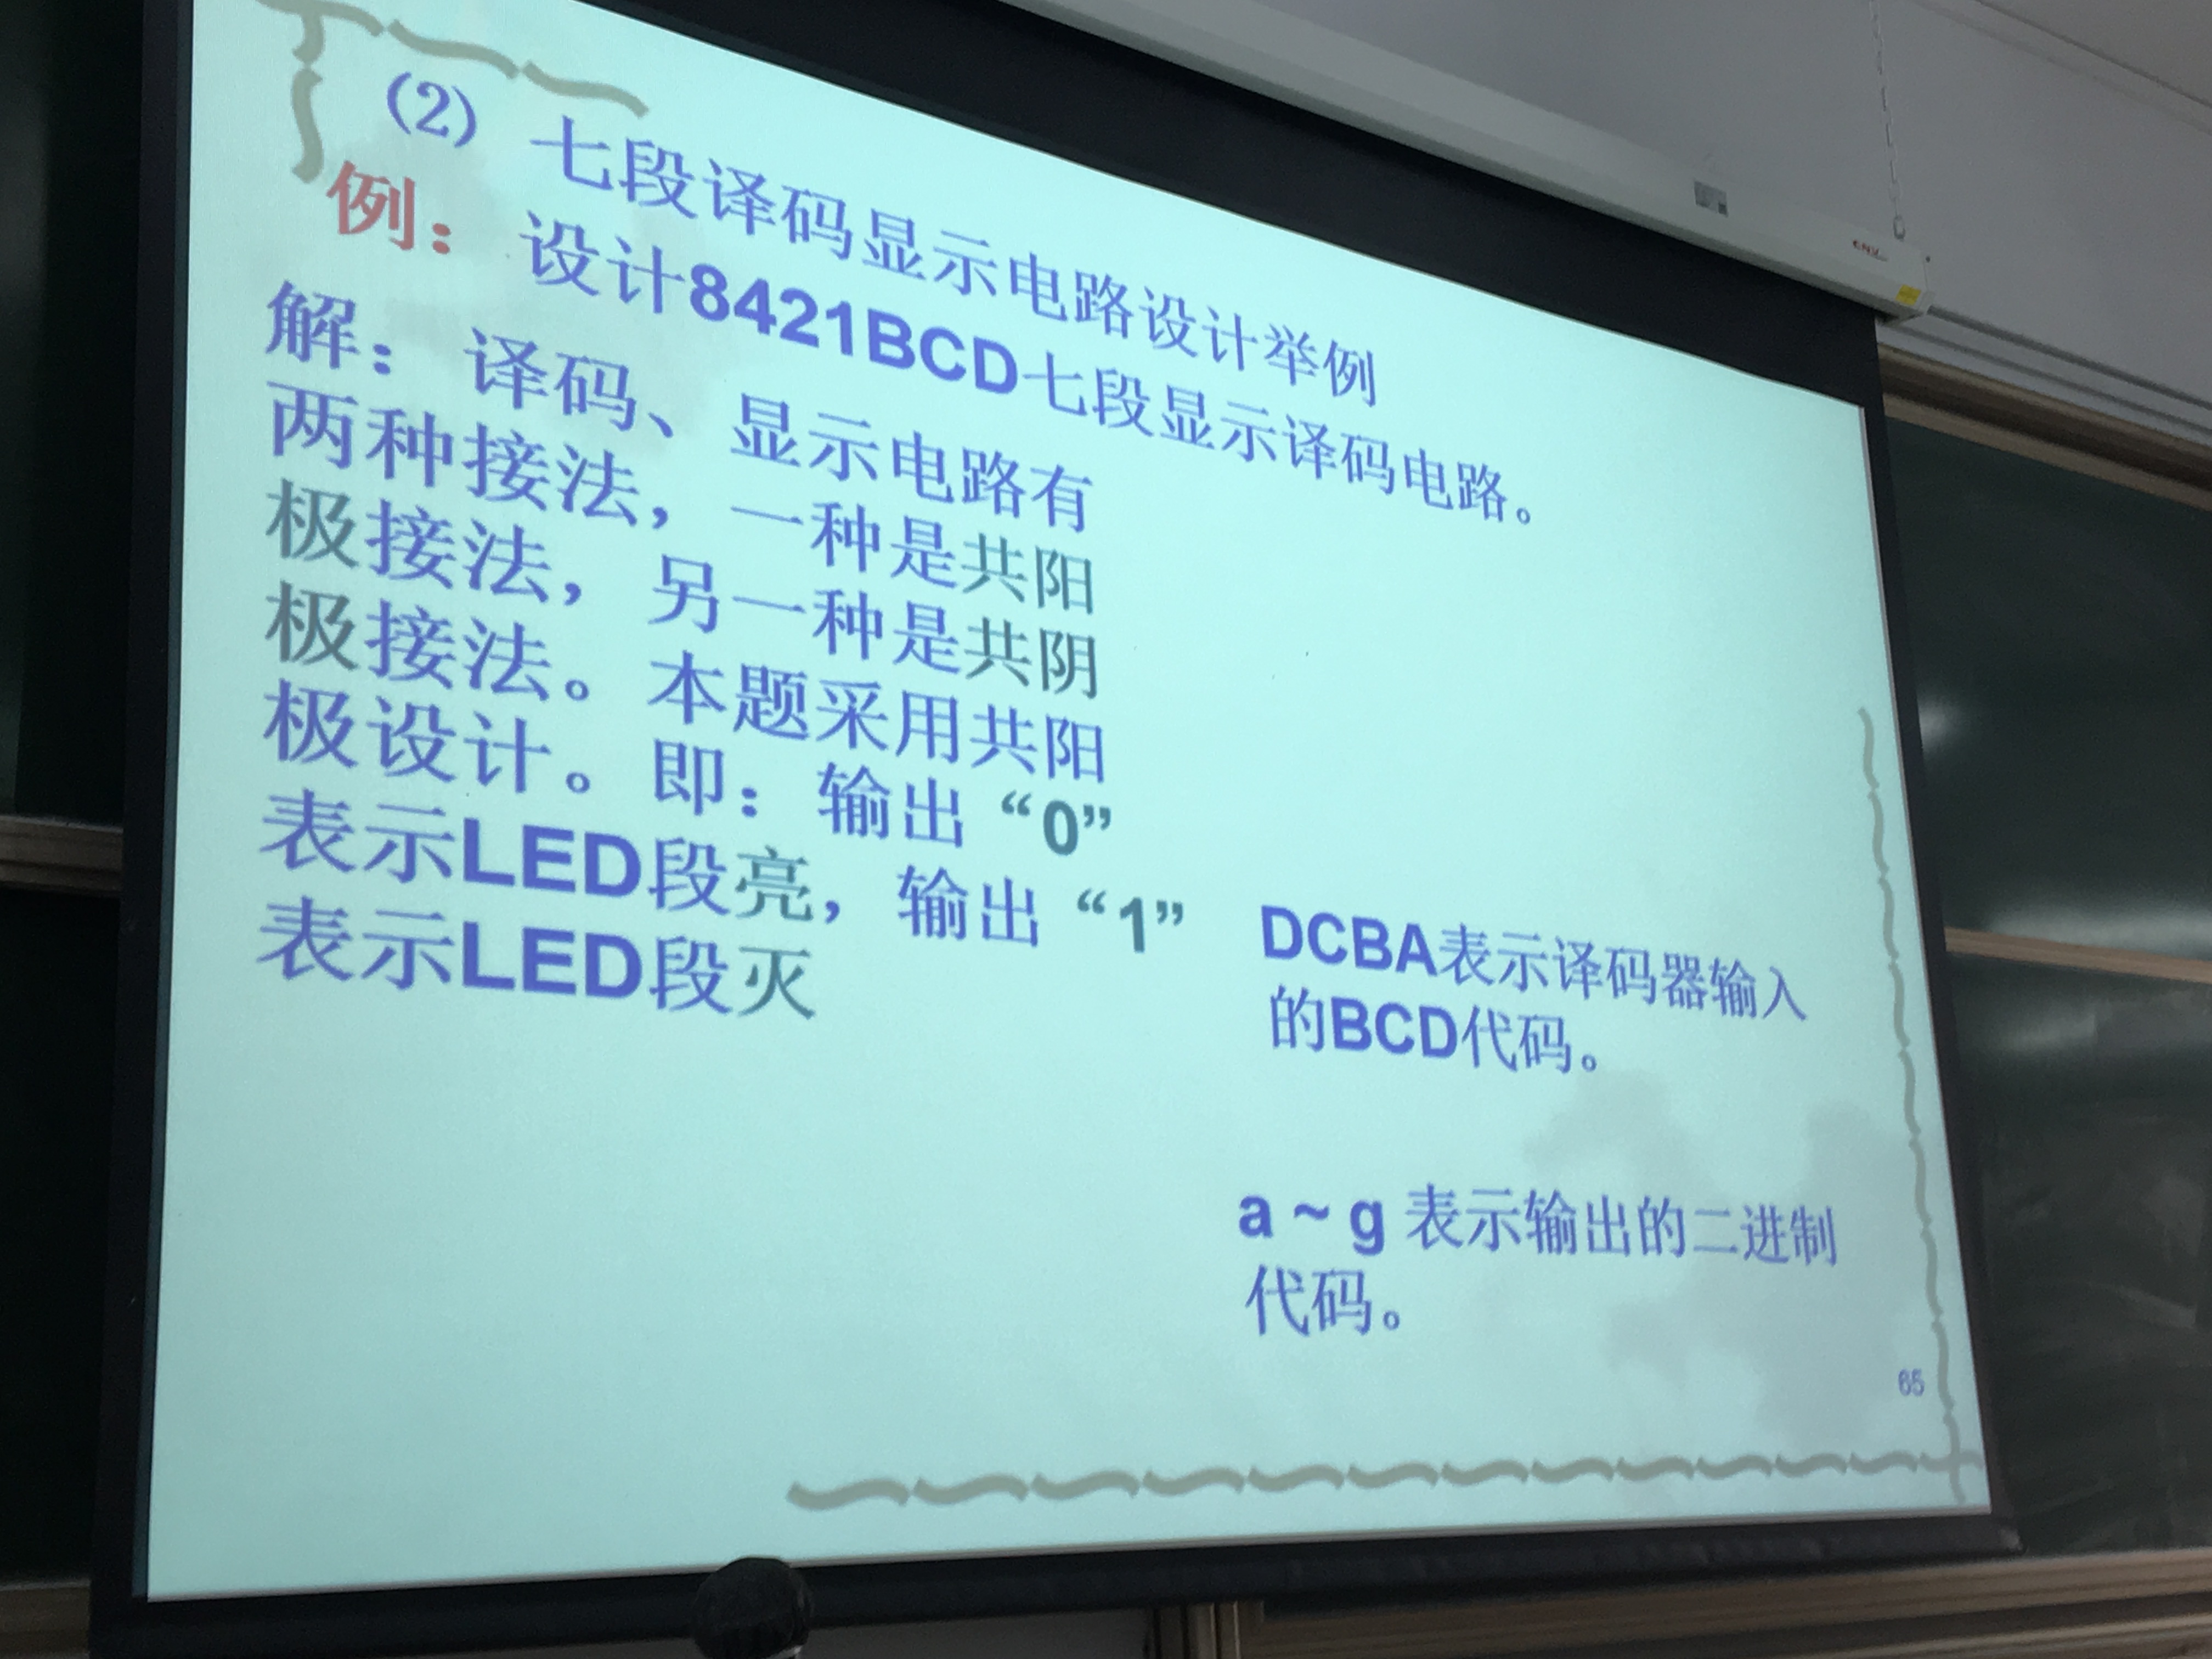 (2) 七段译码显示电路设计举例
例：设计8421BCD七段显示译码电路。
解：译码、显示电路有
两种接法，一种是共阳
极接法，另一种是共阴
极接法。本题采用共阳
极设计。即：输出“0”
表示LED段亮，输出“1”
表示LED段灭
DCBA表示译码器输入
的BCD代码。
a～g 表示输出的二进制
代码。
65